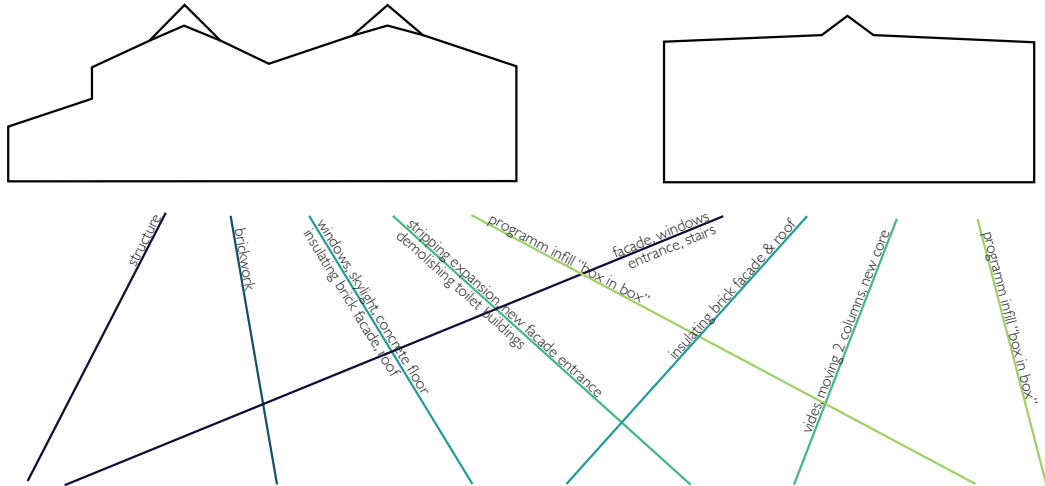 structure
brickwork
windows, skylight, concrete floor
insulating brick facade, roof
stripping expansion, new facade entrance
demolishing toilet buildings
programm infill "box in box"
facade, windows
entrance, stairs
insulating brick facade & roof
vides, moving 2 columns, new core
programm infill "box in box"